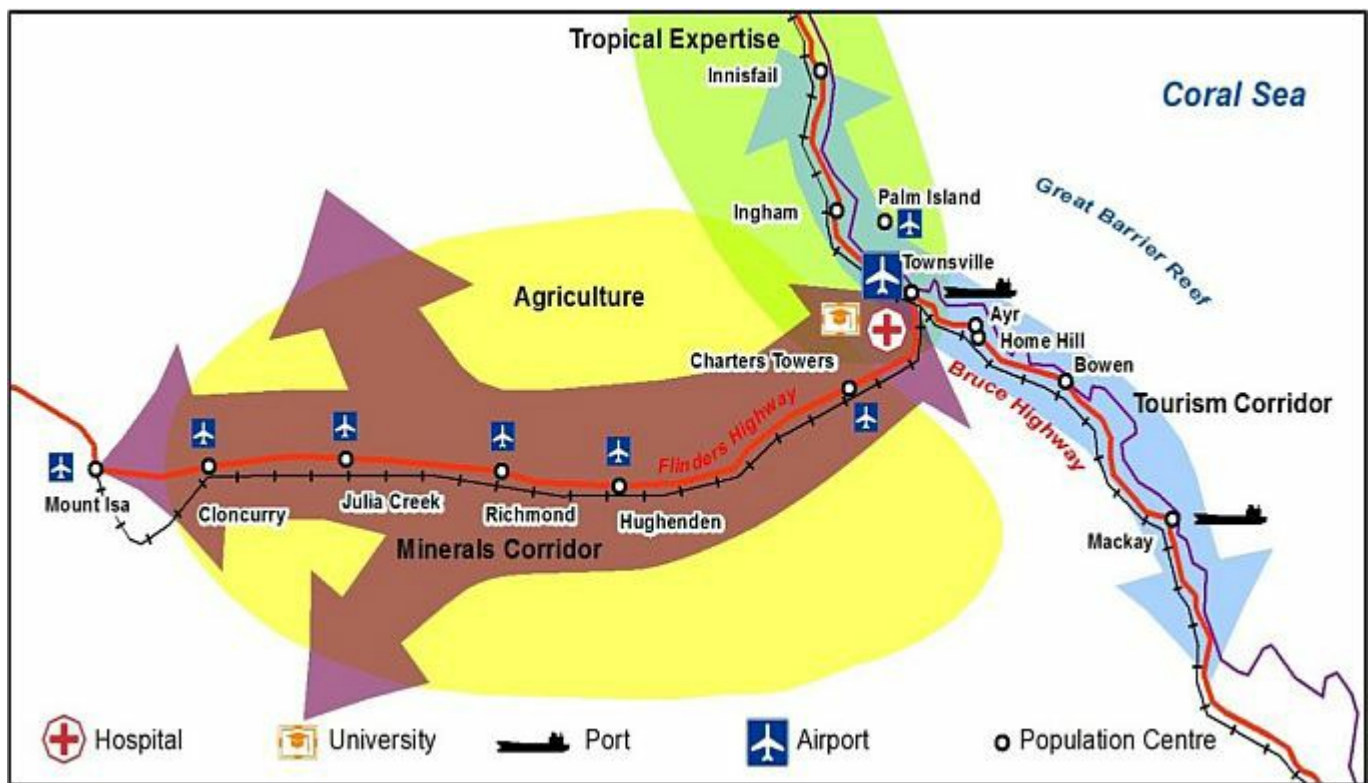 Tropical Expertise
Innisfail
Coral Sea
Palm Island
Ingham
Great Barrier Reef
Townsville
Agriculture
Ayr
Home Hill
Charters Towers
Bowen
Flinders Highway
Bruce Highway
Tourism Corridor
Mount Isa
Cloncurry
Julia Creek
Richmond
Hughenden
Minerals Corridor
Mackay
Hospital
University
Port
Airport
Population Centre